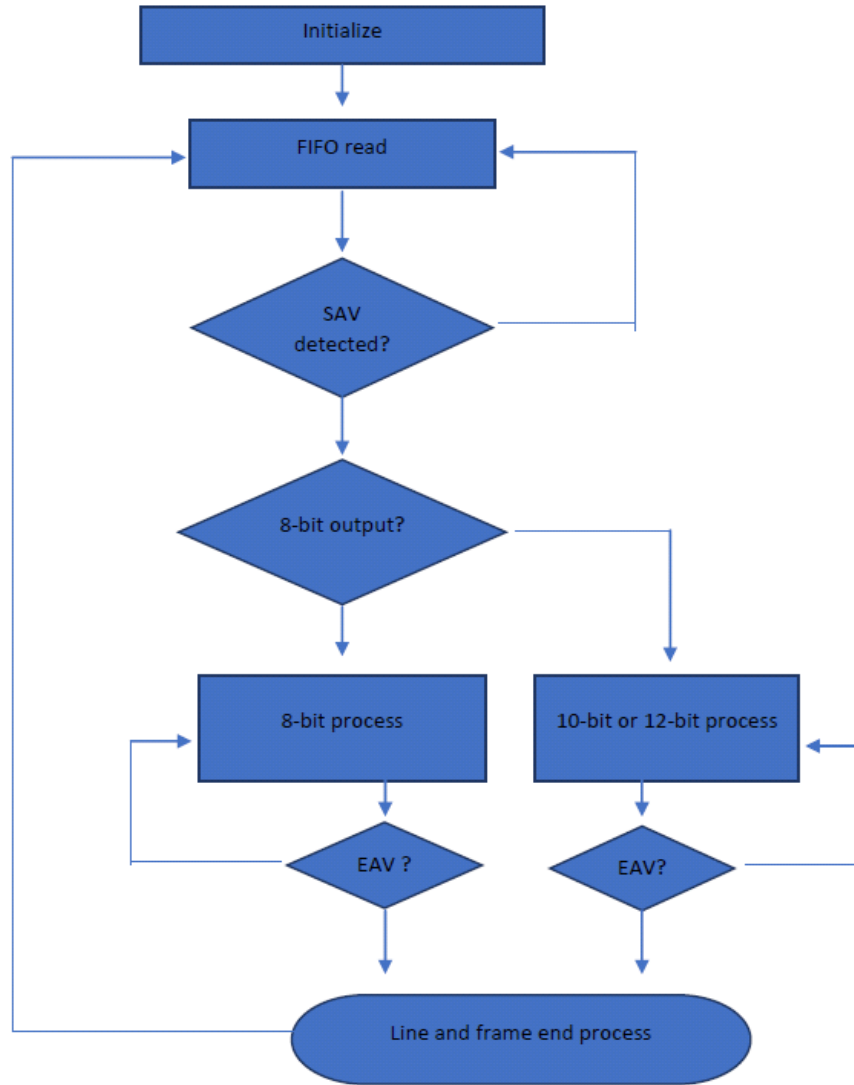 Initialize
FIFO read
SAV
detected?
8-bit output?
8-bit process
10-bit or 12-bit process
EAV ?
EAV?
Line and frame end process